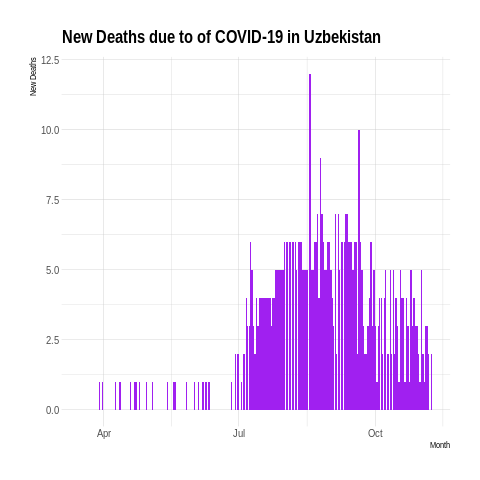 New Deaths due to of COVID-19 in Uzbekistan
New Deaths
12.5
10.0
7.5
5.0
2.5
0.0
Apr
Jul
Oct
Month